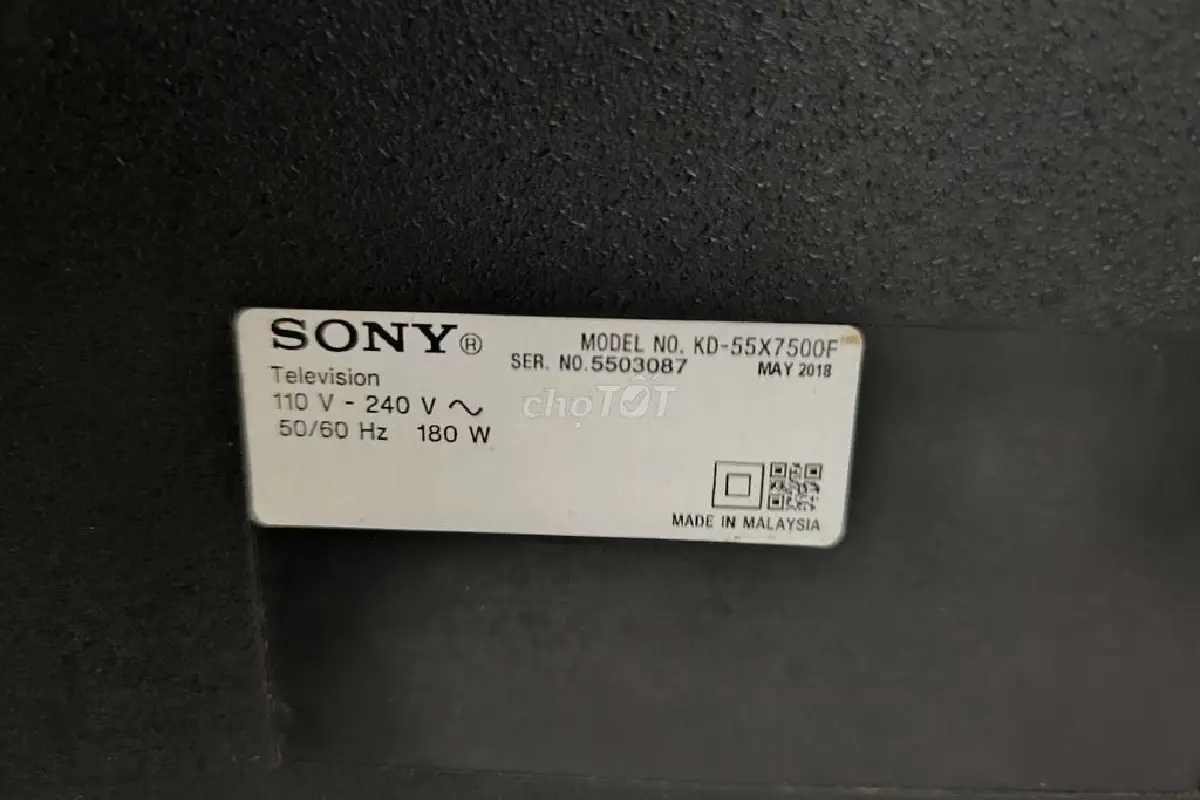 SONY®
MODEL NO. KD-55X7500F
SER. NO.5503087
MAY 2018
Television
110 V - 240 V ~
50/60 Hz 180 W
choTỐT
MADE IN MALAYSIA